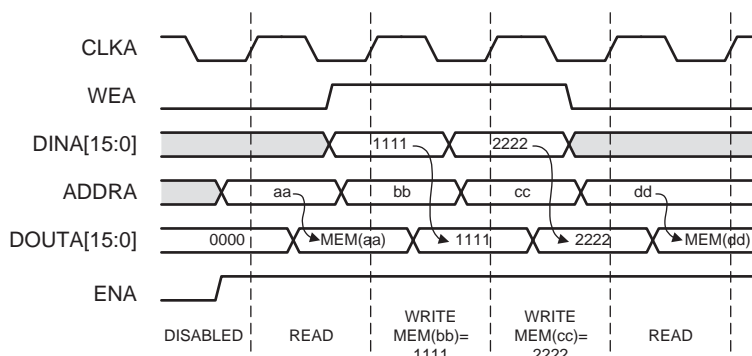 CLKA
WEA
DINA[15:0] 1111 2222
ADDRA aa bb cc dd
DOUTA[15:0] 0000 MEM(aa) 1111 2222 MEM(dd)
ENA
DISABLED READ WRITE MEM(bb)= 1111 WRITE MEM(cc)= 2222 READ